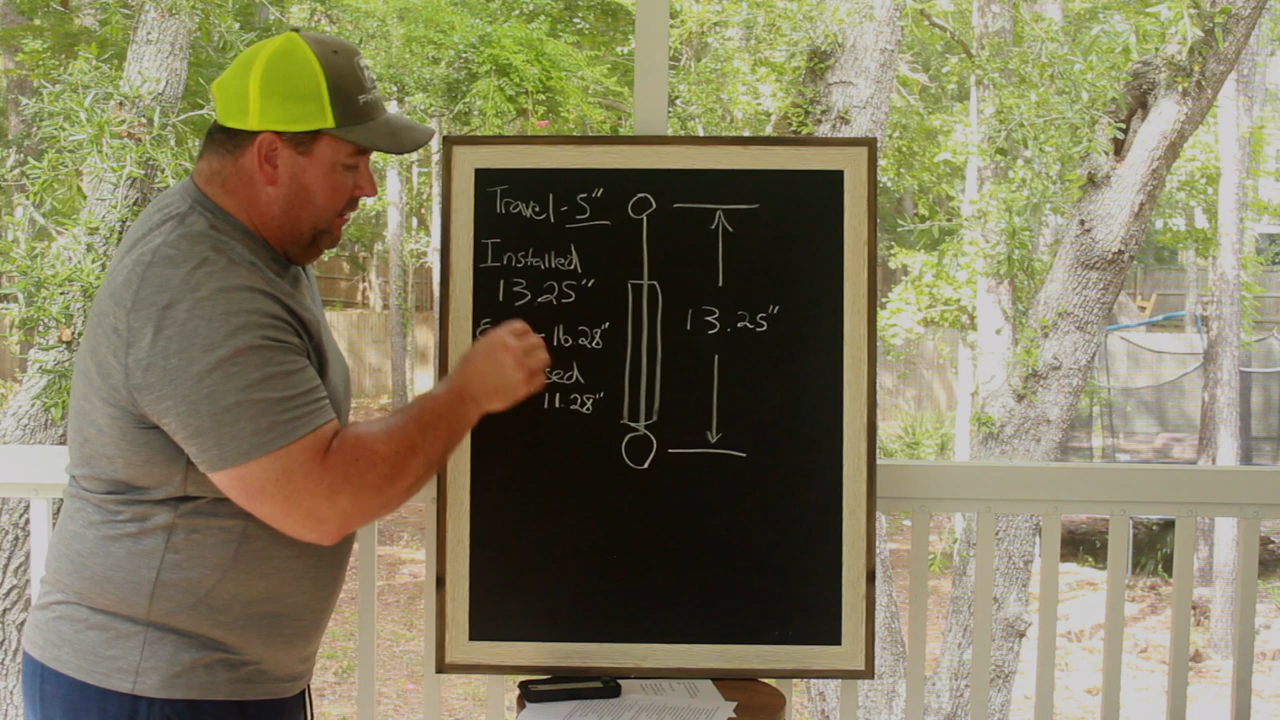 Travel - 5"
Installed
13.25"
- 16.28"
11.28"
13.25"